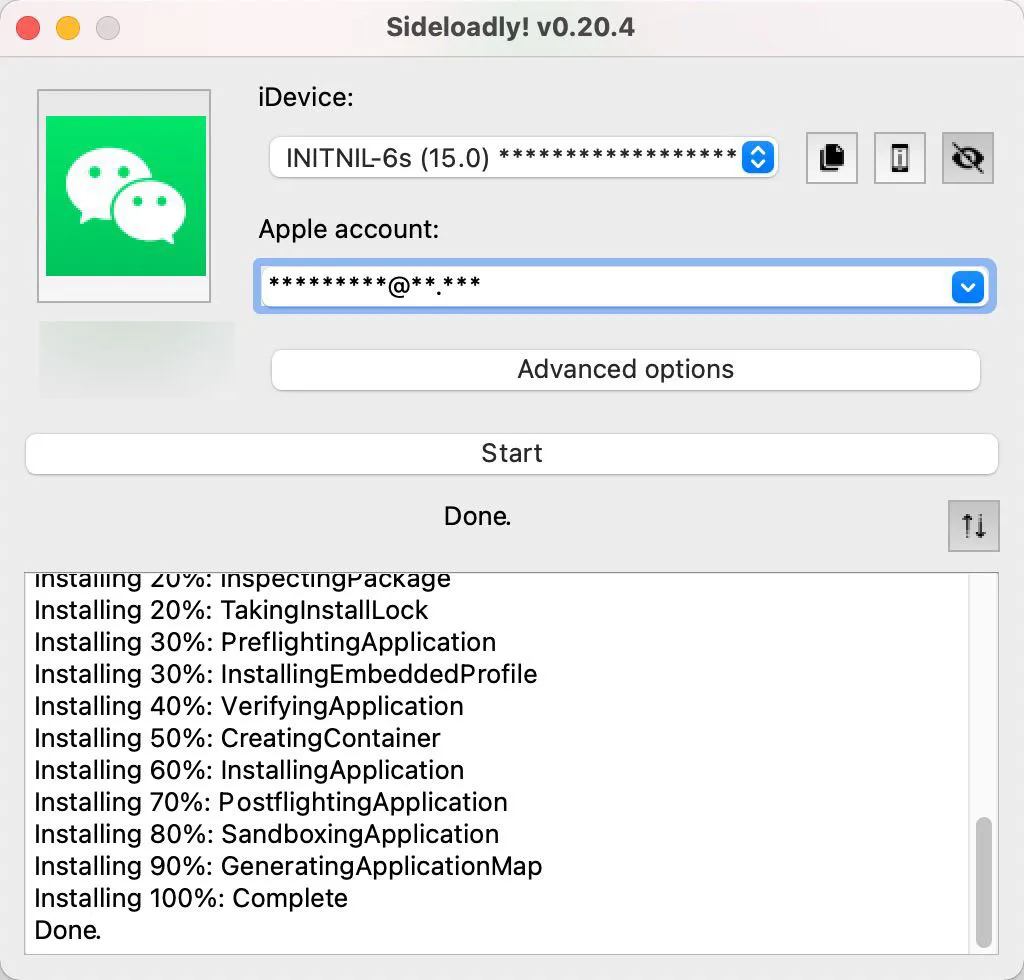 Sideloadly! v0.20.4
iDevice:
INITNIL-6s (15.0) ******************
Apple account:
*********@**.***
Advanced options
Start
Done.
Installing 20%: InspectingPackage
Installing 20%: TakingInstallLock
Installing 30%: PreflightingApplication
Installing 30%: InstallingEmbeddedProfile
Installing 40%: VerifyingApplication
Installing 50%: CreatingContainer
Installing 60%: InstallingApplication
Installing 70%: PostflightingApplication
Installing 80%: SandboxingApplication
Installing 90%: GeneratingApplicationMap
Installing 100%: Complete
Done.